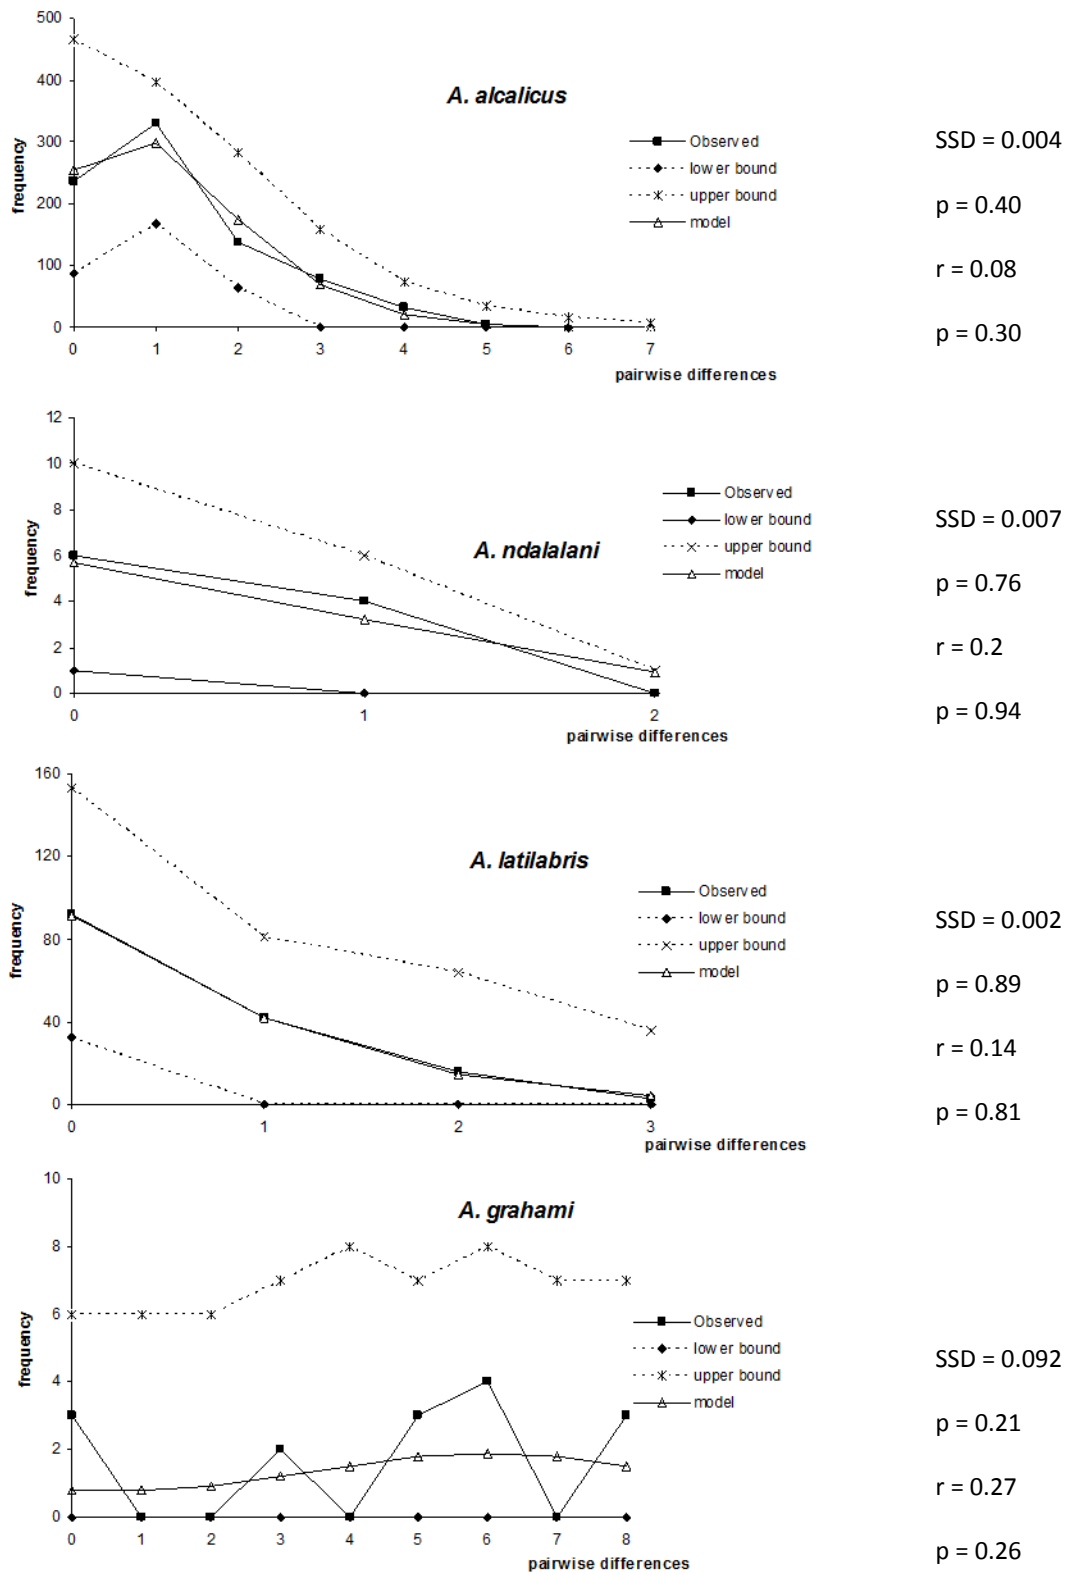 500
400
300
200
100
0
frequency
0 1 2 3 4 5 6 7
pairwise differences
A. alcalicus
Observed
lower bound
upper bound
model
SSD = 0.004
p = 0.40
r = 0.08
p = 0.30
12
10
8
6
4
2
0
frequency
0 1 2
pairwise differences
A. ndalalani
Observed
lower bound
upper bound
model
SSD = 0.007
p = 0.76
r = 0.2
p = 0.94
160
120
80
40
0
frequency
0 1 2 3
pairwise differences
A. latilabris
Observed
lower bound
upper bound
model
SSD = 0.002
p = 0.89
r = 0.14
p = 0.81
10
8
6
4
2
0
frequency
0 1 2 3 4 5 6 7 8
pairwise differences
A. grahami
Observed
lower bound
upper bound
model
SSD = 0.092
p = 0.21
r = 0.27
p = 0.26